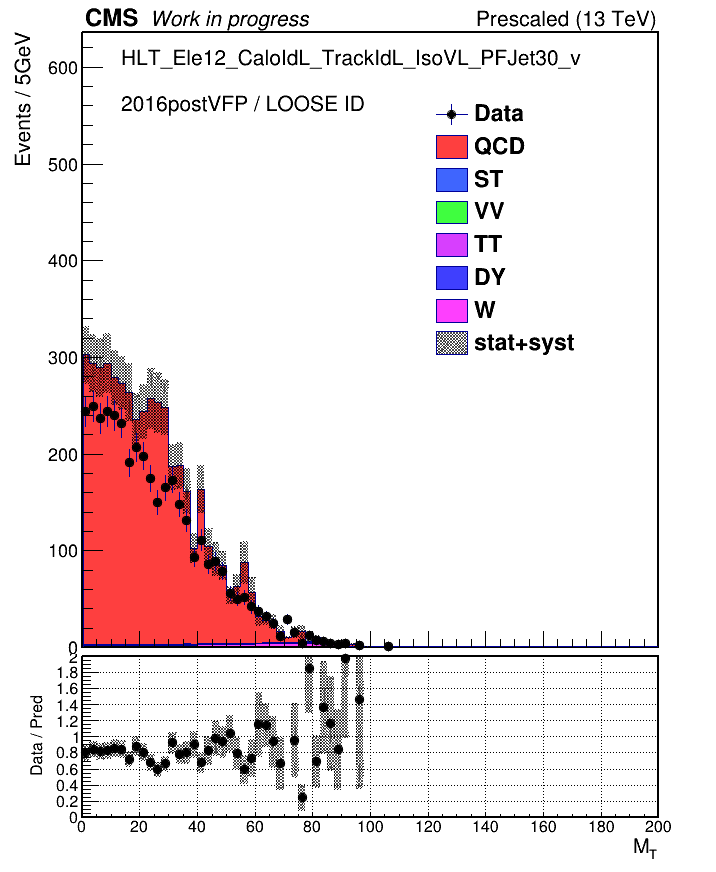 CMS Work in progress Prescaled (13 TeV)
Events / 5GeV
HLT_Ele12_CaloIdL_TrackIdL_IsoVL_PFJet30_v
2016postVFP / LOOSE ID
Data
QCD
ST
VV
TT
DY
W
stat+syst
600
500
400
300
200
100
0
Data / Pred
2
1.8
1.6
1.4
1.2
1
0.8
0.6
0.4
0.2
0
0 20 40 60 80 100 120 140 160 180 200
M_T